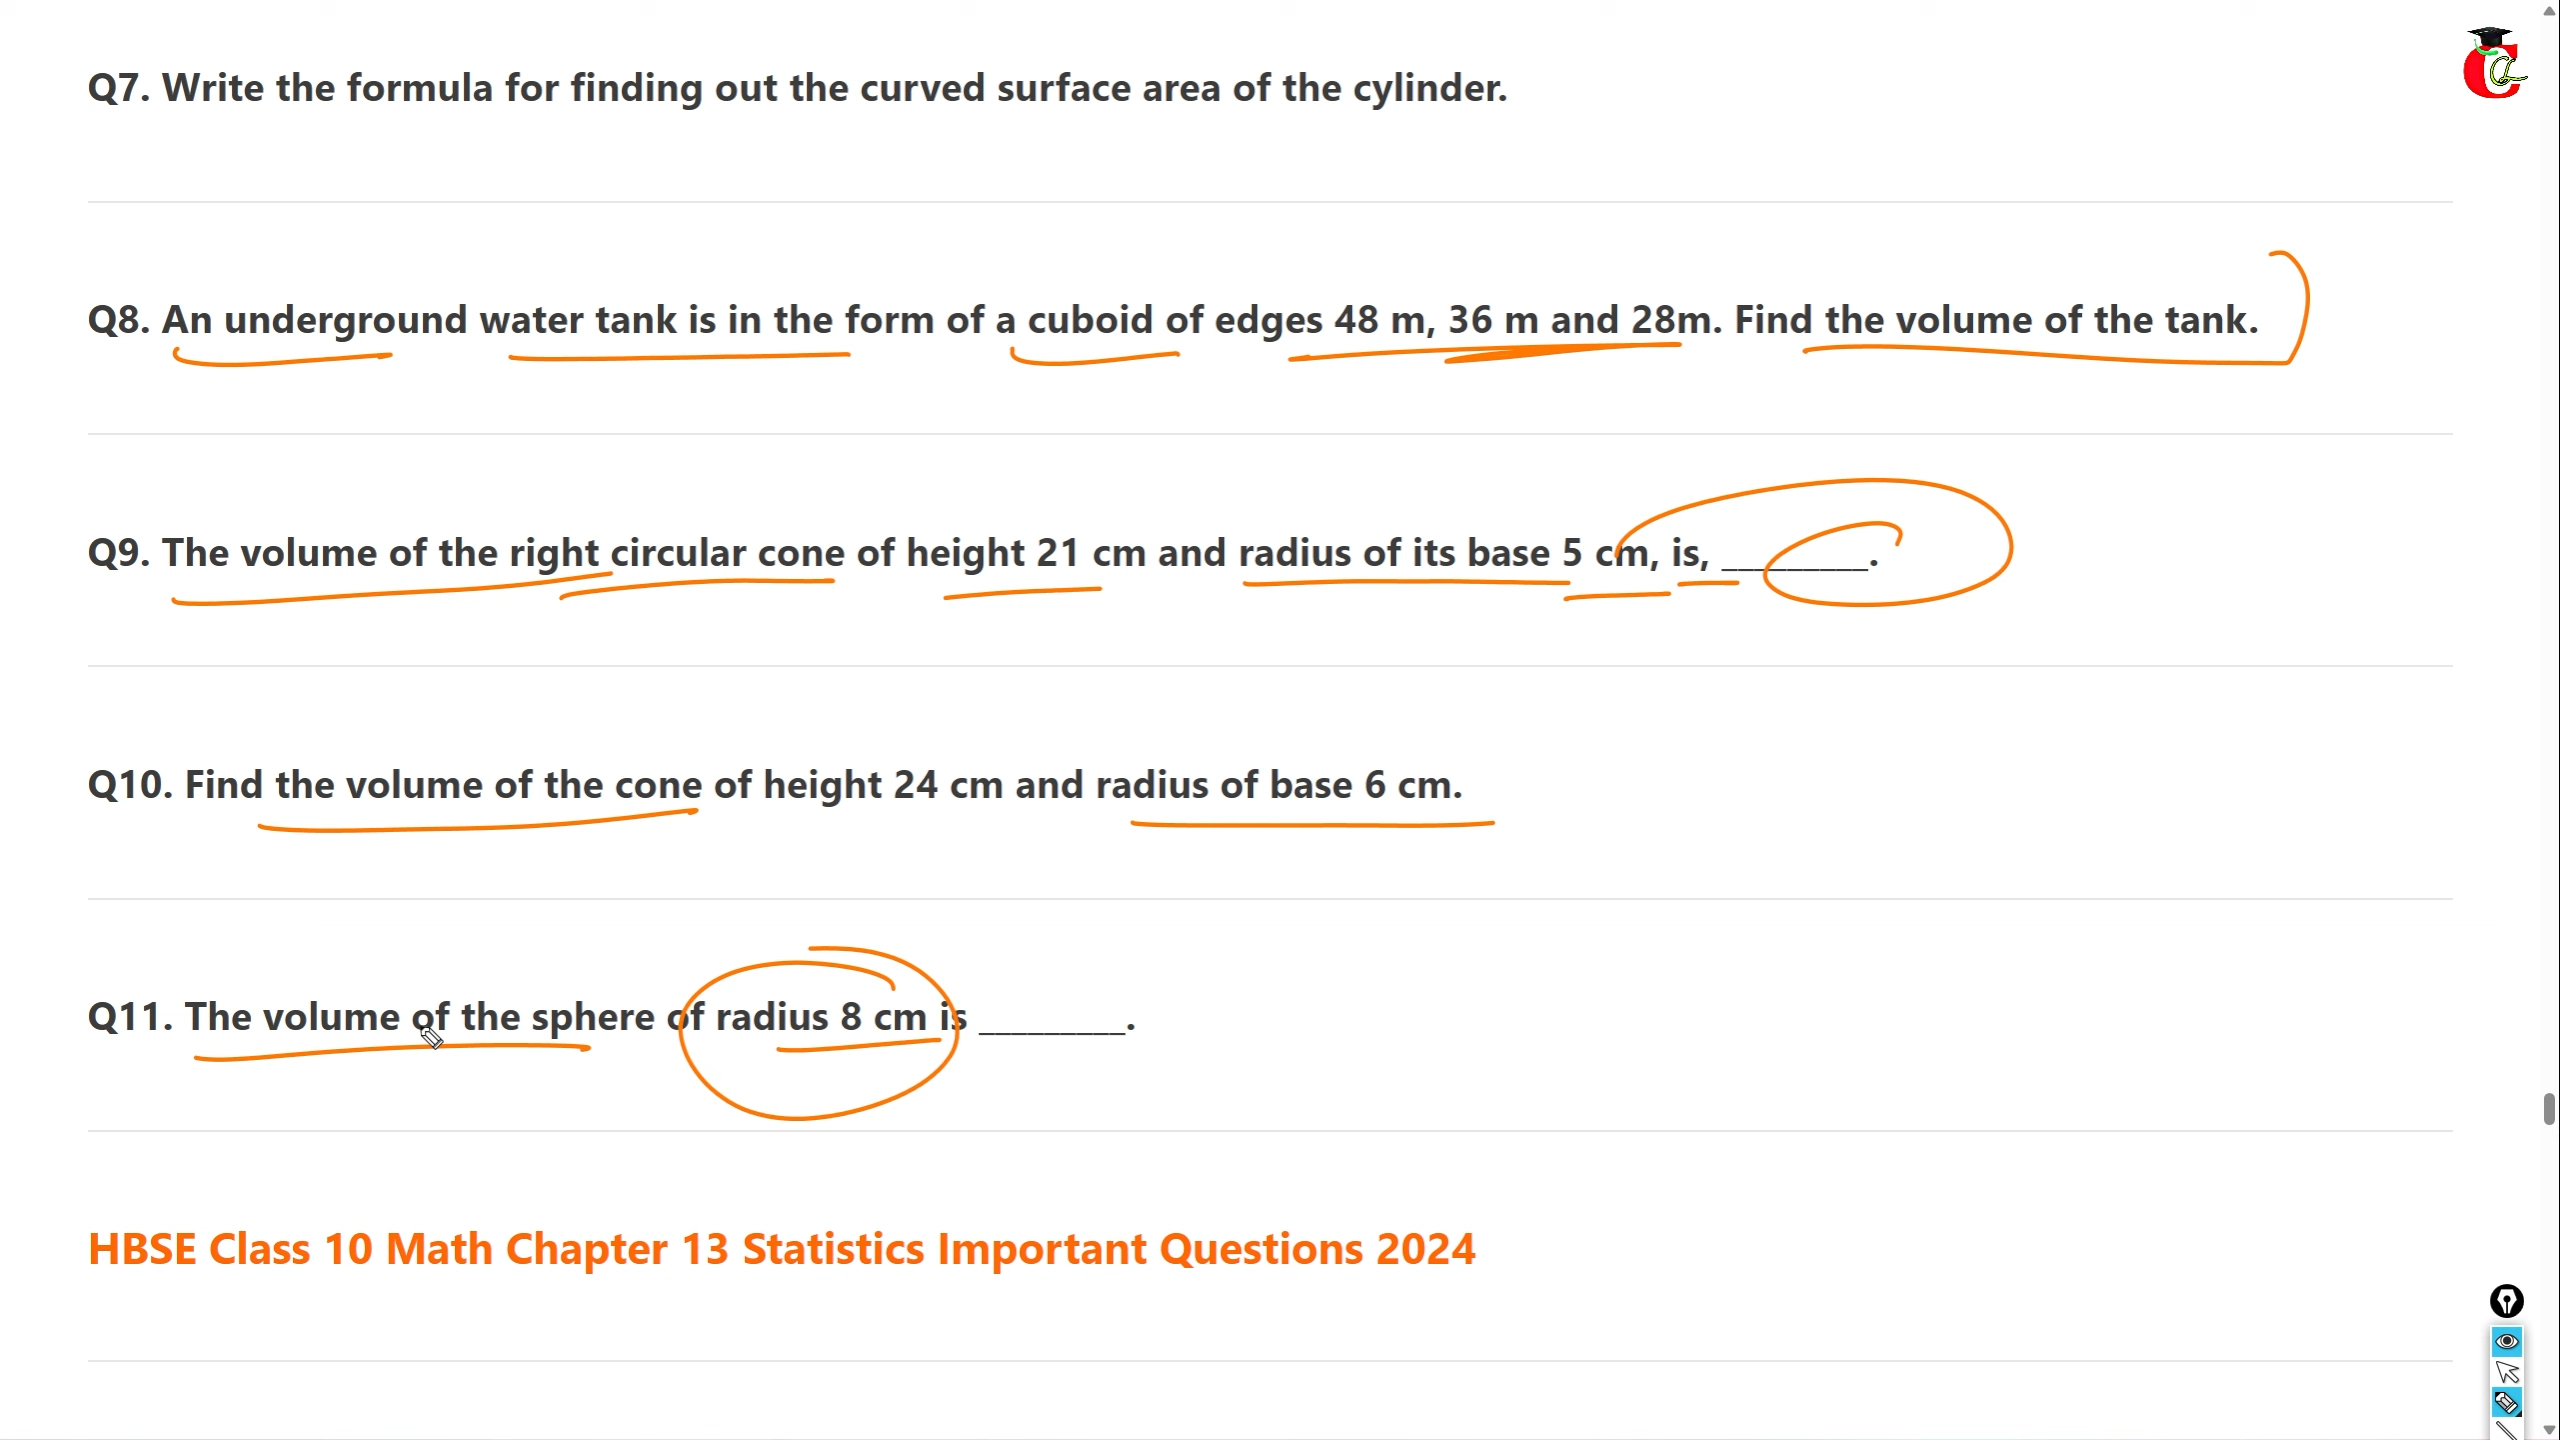 Q7. Write the formula for finding out the curved surface area of the cylinder.
Q8. An underground water tank is in the form of a cuboid of edges 48 m, 36 m and 28m. Find the volume of the tank.
Q9. The volume of the right circular cone of height 21 cm and radius of its base 5 cm, is, _________.
Q10. Find the volume of the cone of height 24 cm and radius of base 6 cm.
Q11. The volume of the sphere of radius 8 cm is _________.
HBSE Class 10 Math Chapter 13 Statistics Important Questions 2024